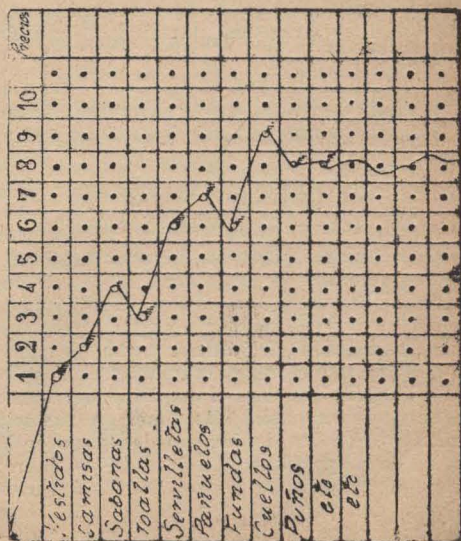 Precios
1 2 3 4 5 6 7 8 9 10
Vestidos
Camisas
Sabanas
Toallas
Servilletas
Pañuelos
Fundas
Cuellos
Puños
etc
etc